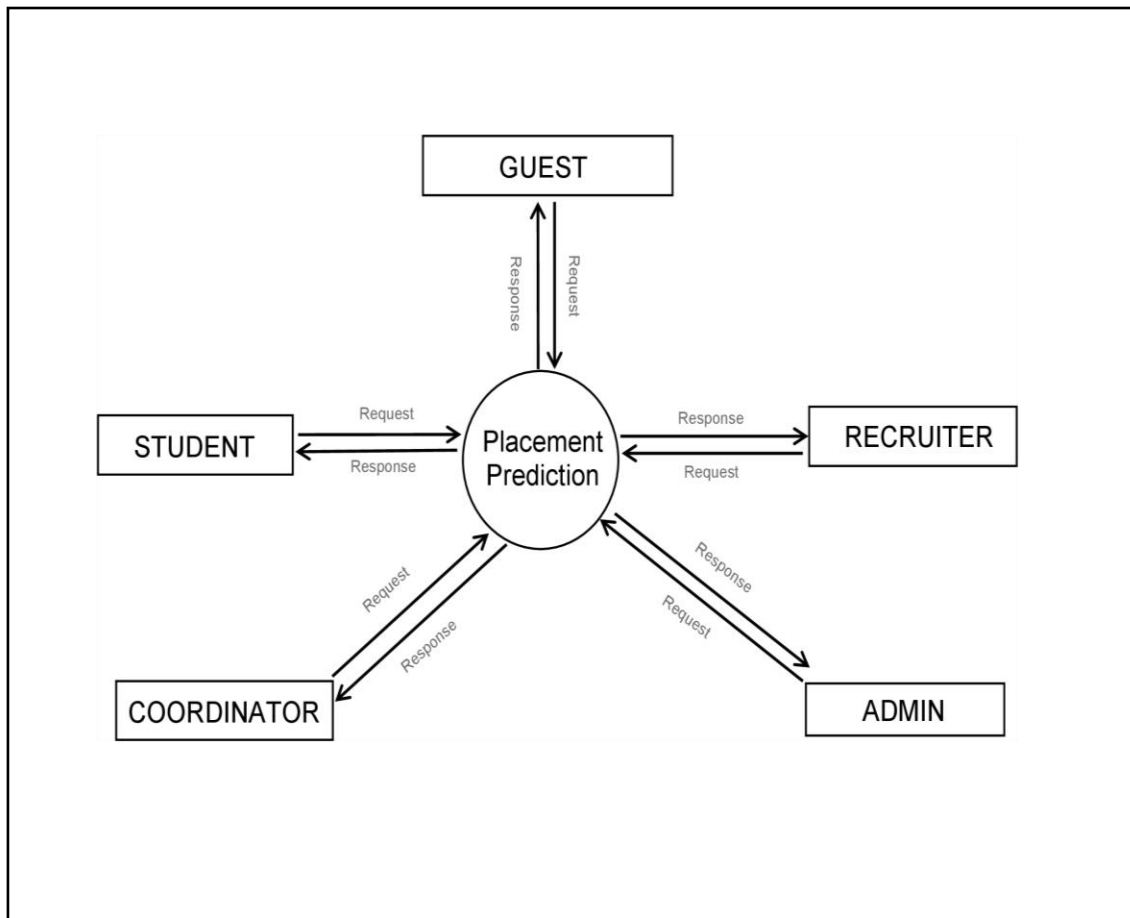 GUEST
Response
Request
Request
Response
STUDENT
Placement
Prediction
Response
Request
RECRUITER
Request
Response
Response
Request
COORDINATOR
ADMIN